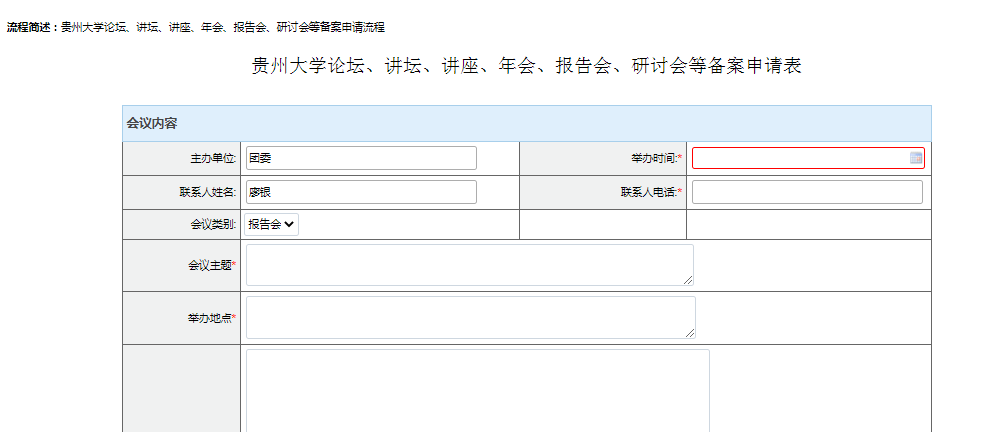 流程简述：贵州大学论坛、讲坛、讲座、年会、报告会、研讨会等备案申请流程
贵州大学论坛、讲坛、讲座、年会、报告会、研讨会等备案申请表
会议内容
主办单位: 团委 举办时间:*
联系人姓名: 廖银 联系人电话:*
会议类别: 报告会
会议主题*
举办地点*